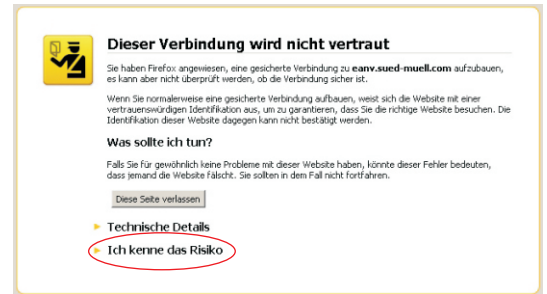 Dieser Verbindung wird nicht vertraut
Sie haben Firefox angewiesen, eine gesicherte Verbindung zu eanv.sued-muell.com aufzubauen,
es kann aber nicht überprüft werden, ob die Verbindung sicher ist.
Wenn Sie normalerweise eine gesicherte Verbindung aufbauen, weist sich die Website mit einer
vertrauenswürdigen Identifikation aus, um zu garantieren, dass Sie die richtige Website besuchen. Die
Identifikation dieser Website dagegen kann nicht bestätigt werden.
Was sollte ich tun?
Falls Sie für gewöhnlich keine Probleme mit dieser Website haben, könnte dieser Fehler bedeuten,
dass jemand die Website fälscht. Sie sollten in dem Fall nicht fortfahren.
Diese Seite verlassen
Technische Details
Ich kenne das Risiko